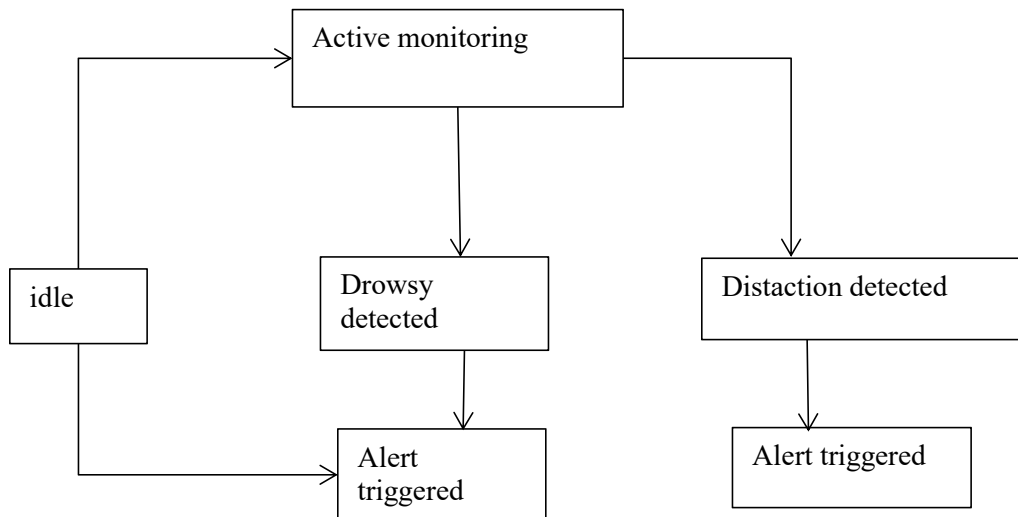 Active monitoring
idle
Drowsy
detected
Distaction detected
Alert
triggered
Alert triggered